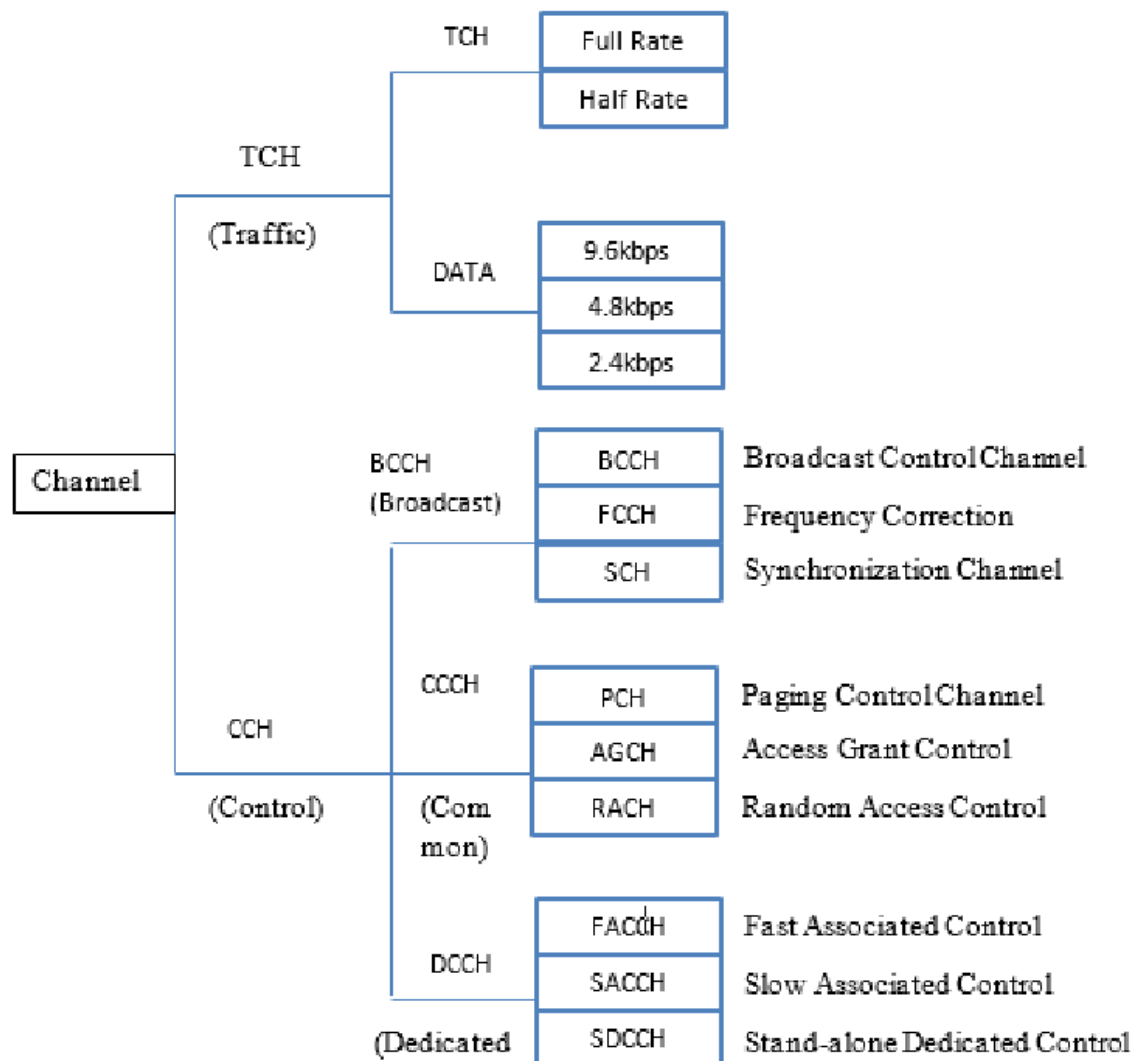 TCH
Full Rate
Half Rate
TCH
(Traffic)
DATA
9.6kbps
4.8kbps
2.4kbps
Channel
BCCH
(Broadcast)
BCCH
Broadcast Control Channel
FCCH
Frequency Correction
SCH
Synchronization Channel
CCH
(Control)
CCCH
(Com
mon)
PCH
Paging Control Channel
AGCH
Access Grant Control
RACH
Random Access Control
DCCH
(Dedicated
FACCH
Fast Associated Control
SACCH
Slow Associated Control
SDCCH
Stand-alone Dedicated Control